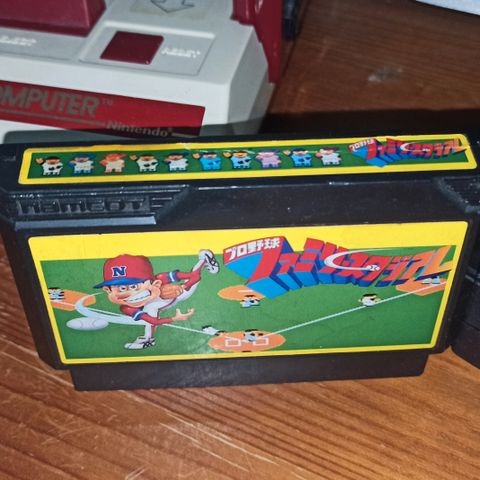 COMPUTER™
Nintendo®
プロ野球
ファミリースタジアム
namcot
N
プロ野球
ファミリースタジアム